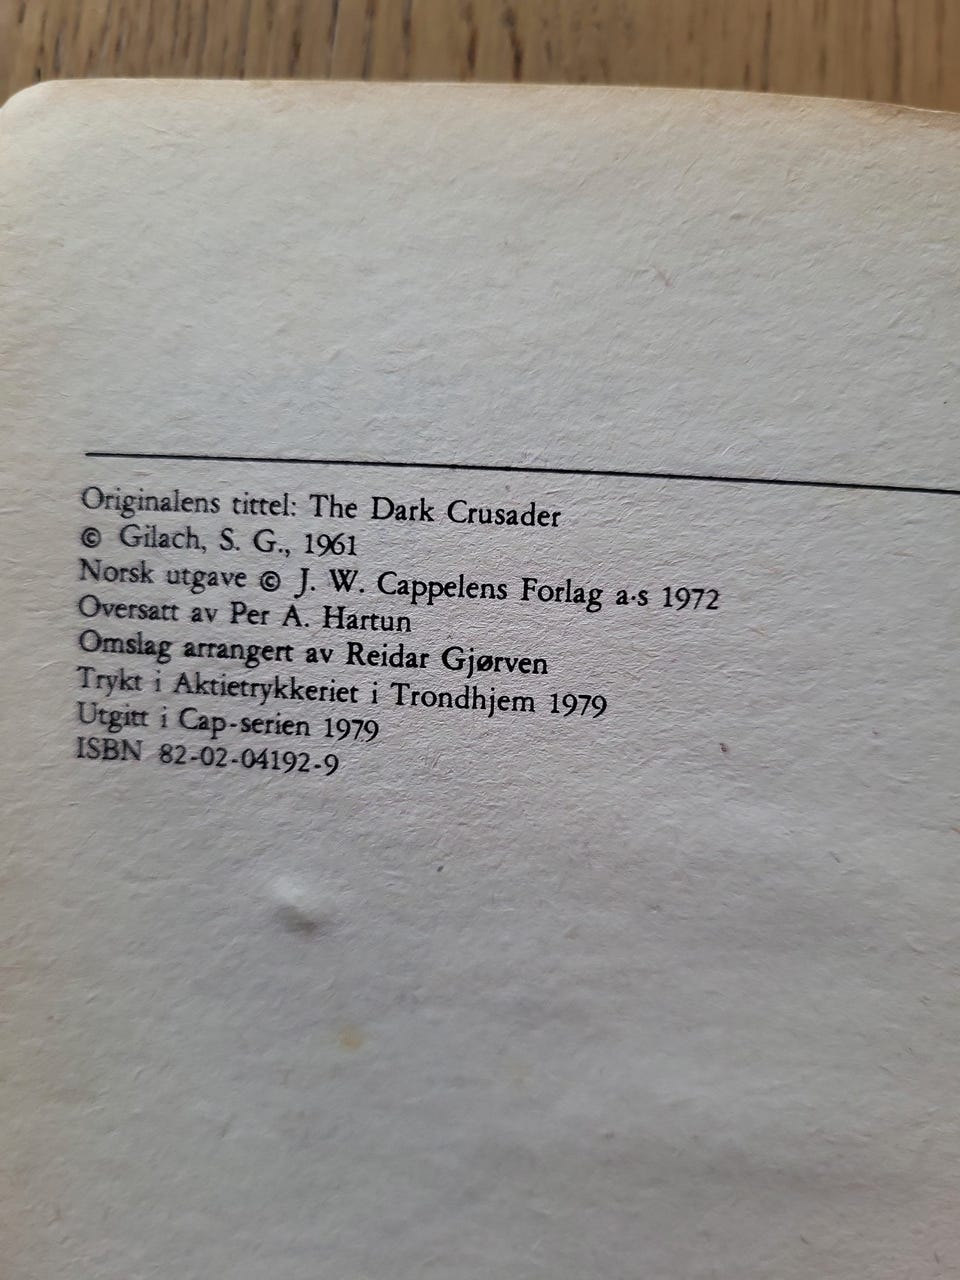 Originalens tittel: The Dark Crusader
© Gilach, S. G., 1961
Norsk utgave © J. W. Cappelens Forlag a·s 1972
Oversatt av Per A. Hartun
Omslag arrangert av Reidar Gjørven
Trykt i Aktietrykkeriet i Trondhjem 1979
Utgitt i Cap-serien 1979
ISBN 82-02-04192-9